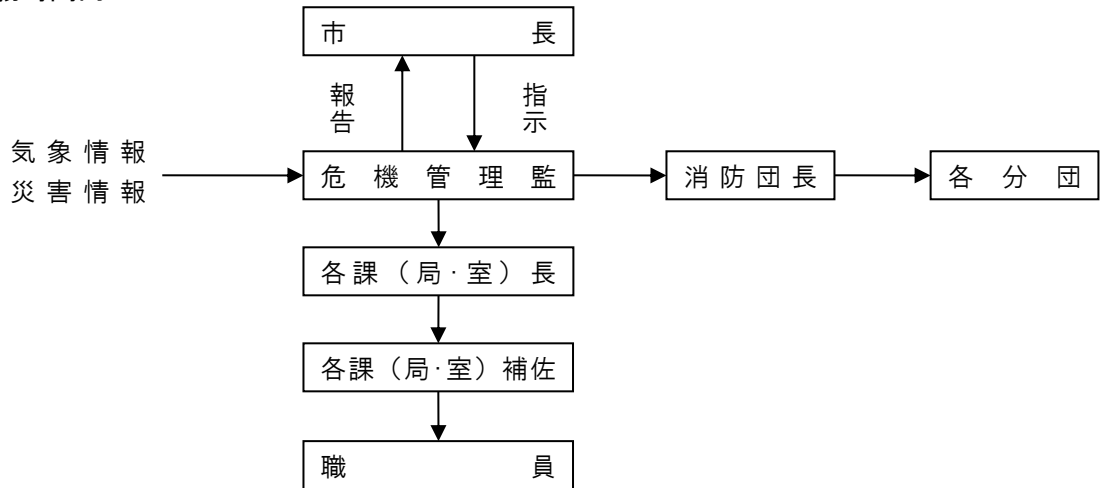 市長
報告
指示
気象情報
災害情報
危機管理監
消防団長
各分団
各課（局・室）長
各課（局・室）補佐
職員